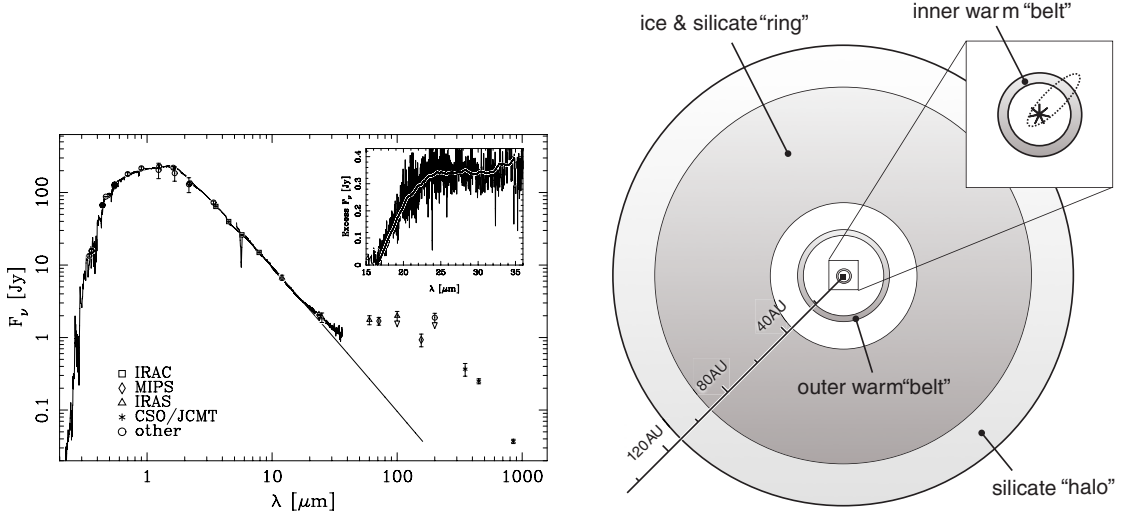 100
10
1
0.1
F_ν [Jy]
1
10
100
1000
λ [μm]
□ IRAC
◇ MIPS
△ IRAS
✳ CSO/JCMT
○ other
0.4
0.3
0.2
0.1
0
Excess F_ν [Jy]
15
20
25
30
35
λ [μm]
ice & silicate “ring”
inner warm “belt”
40AU
80AU
120AU
outer warm “belt”
silicate “halo”